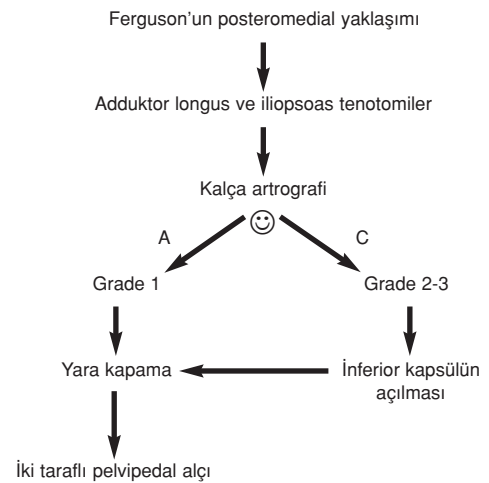 Ferguson'un posteromedial yaklaşımı
Adduktor longus ve iliopsoas tenotomiler
Kalça artrografi
A
C
Grade 1
Grade 2-3
Yara kapama
İnferior kapsülün
açılması
İki taraflı pelvipedal alçı